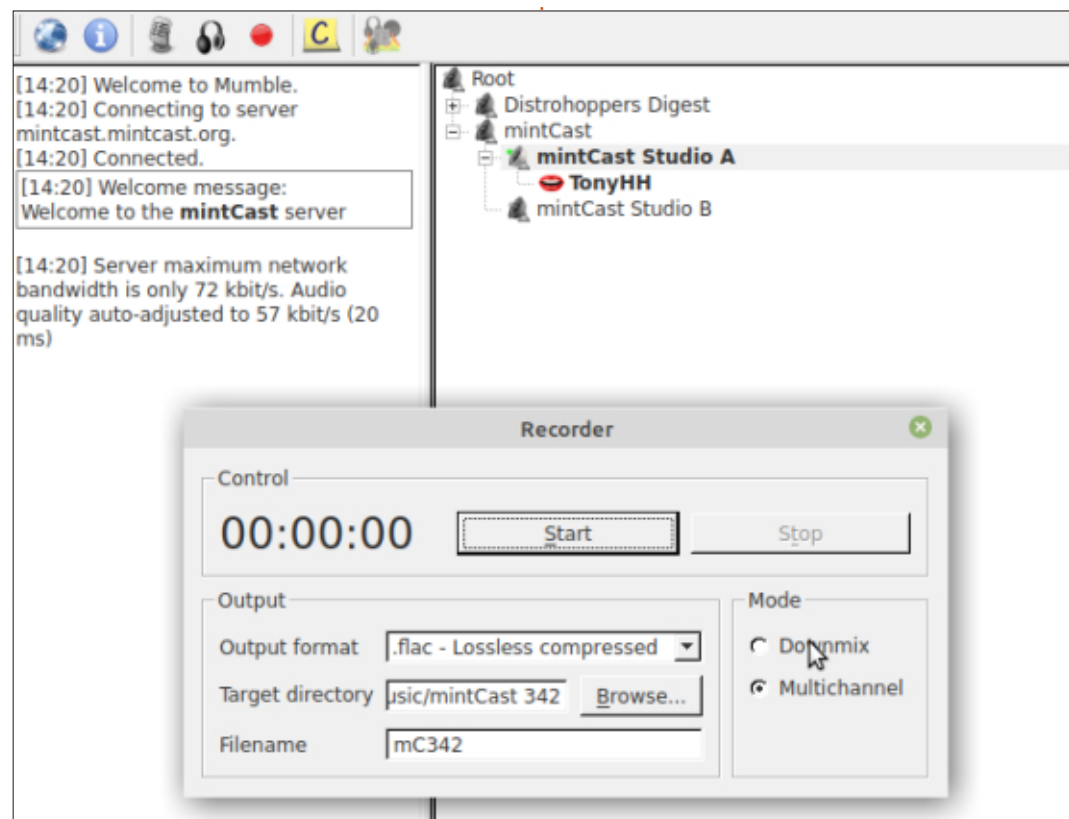 C
[14:20] Welcome to Mumble.
[14:20] Connecting to server
mintcast.mintcast.org.
[14:20] Connected.
[14:20] Welcome message:
Welcome to the mintCast server
[14:20] Server maximum network
bandwidth is only 72 kbit/s. Audio
quality auto-adjusted to 57 kbit/s (20
ms)
Root
Distrohoppers Digest
mintCast
mintCast Studio A
TonyHH
mintCast Studio B
Recorder
Control
00:00:00
Start
Stop
Output
Output format
.flac - Lossless compressed
Target directory
usic/mintCast 342
Browse...
Filename
mC342
Mode
Downmix
Multichannel